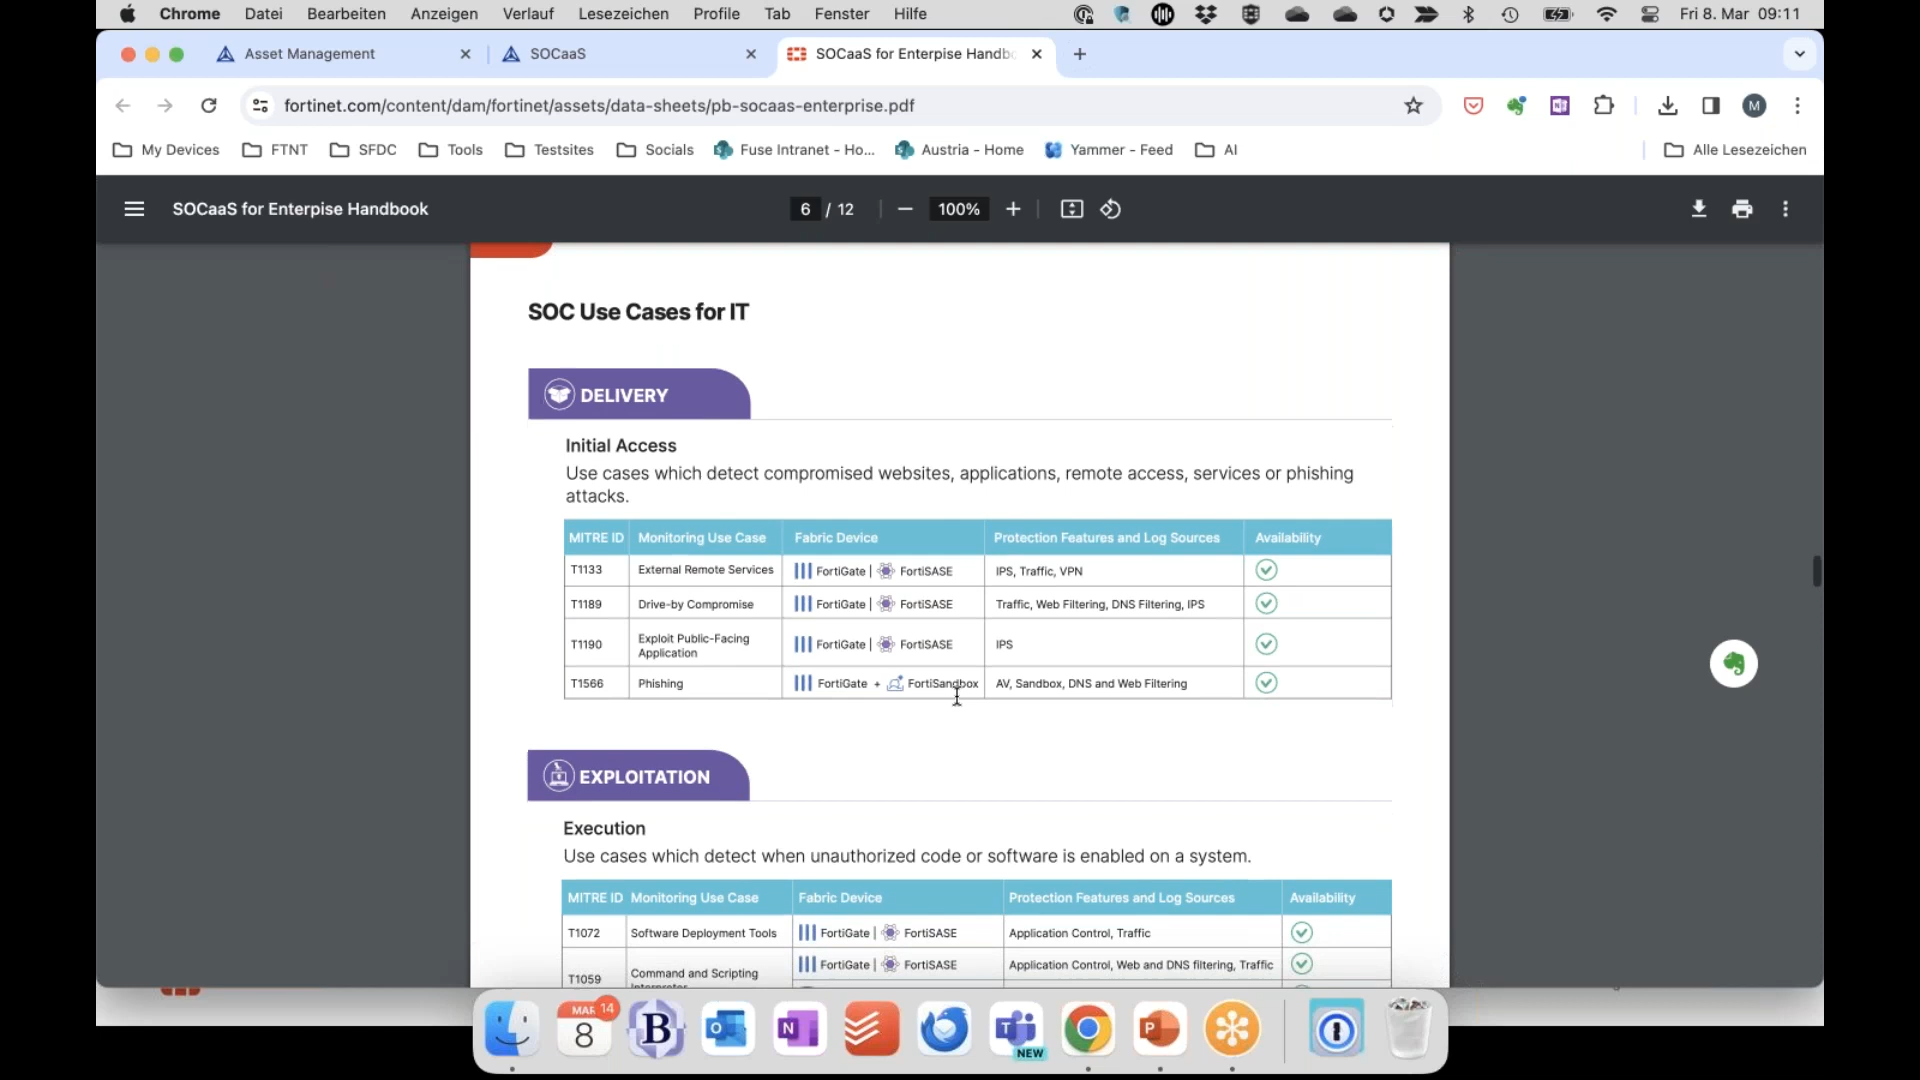 Chrome Datei Bearbeiten Anzeigen Verlauf Lesezeichen Profile Tab Fenster Hilfe Fri 8. Mar 09:11
Asset Management SOCaaS SOCaaS for Enterpise Handb
fortinet.com/content/dam/fortinet/assets/data-sheets/pb-socaas-enterprise.pdf M
My Devices FTNT SFDC Tools Testsites Socials Fuse Intranet - Ho... Austria - Home Yammer - Feed AI Alle Lesezeichen
SOCaaS for Enterpise Handbook 6 / 12 100%
SOC Use Cases for IT
DELIVERY
Initial Access
Use cases which detect compromised websites, applications, remote access, services or phishing
attacks.
MITRE ID Monitoring Use Case Fabric Device Protection Features and Log Sources Availability
T1133 External Remote Services FortiGate | FortiSASE IPS, Traffic, VPN
T1189 Drive-by Compromise FortiGate | FortiSASE Traffic, Web Filtering, DNS Filtering, IPS
T1190 Exploit Public-Facing
Application FortiGate | FortiSASE IPS
T1566 Phishing FortiGate + FortiSandbox AV, Sandbox, DNS and Web Filtering
EXPLOITATION
Execution
Use cases which detect when unauthorized code or software is enabled on a system.
MITRE ID Monitoring Use Case Fabric Device Protection Features and Log Sources Availability
T1072 Software Deployment Tools FortiGate | FortiSASE Application Control, Traffic
T1059 Command and Scripting FortiGate | FortiSASE Application Control, Web and DNS filtering, Traffic
MAR 14
8 B O N T P
NEW